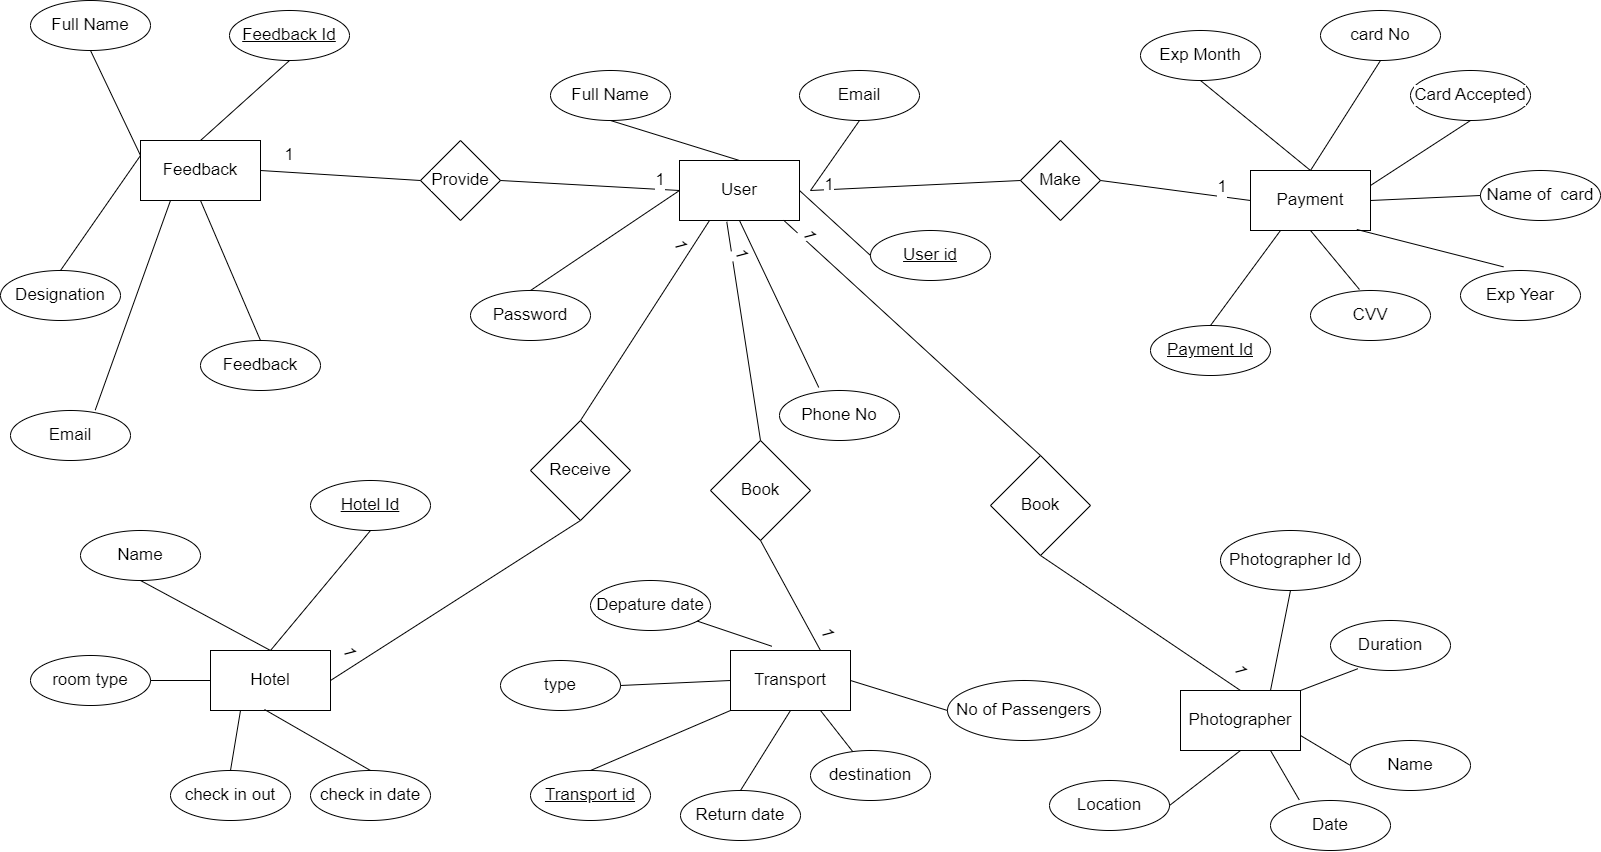 Full Name
Feedback Id
card No
Exp Month
Full Name
Email
Card Accepted
1
Feedback
Provide
1
User
1
Make
1
Payment
Name of card
User id
1
1
1
Designation
Password
CVV
Exp Year
Payment Id
Feedback
Phone No
Email
Receive
Book
Book
Hotel Id
Name
Photographer Id
Depature date
1
1
Duration
1
room type
Hotel
type
Transport
No of Passengers
Photographer
Name
check in out
check in date
Transport id
destination
Return date
Location
Date